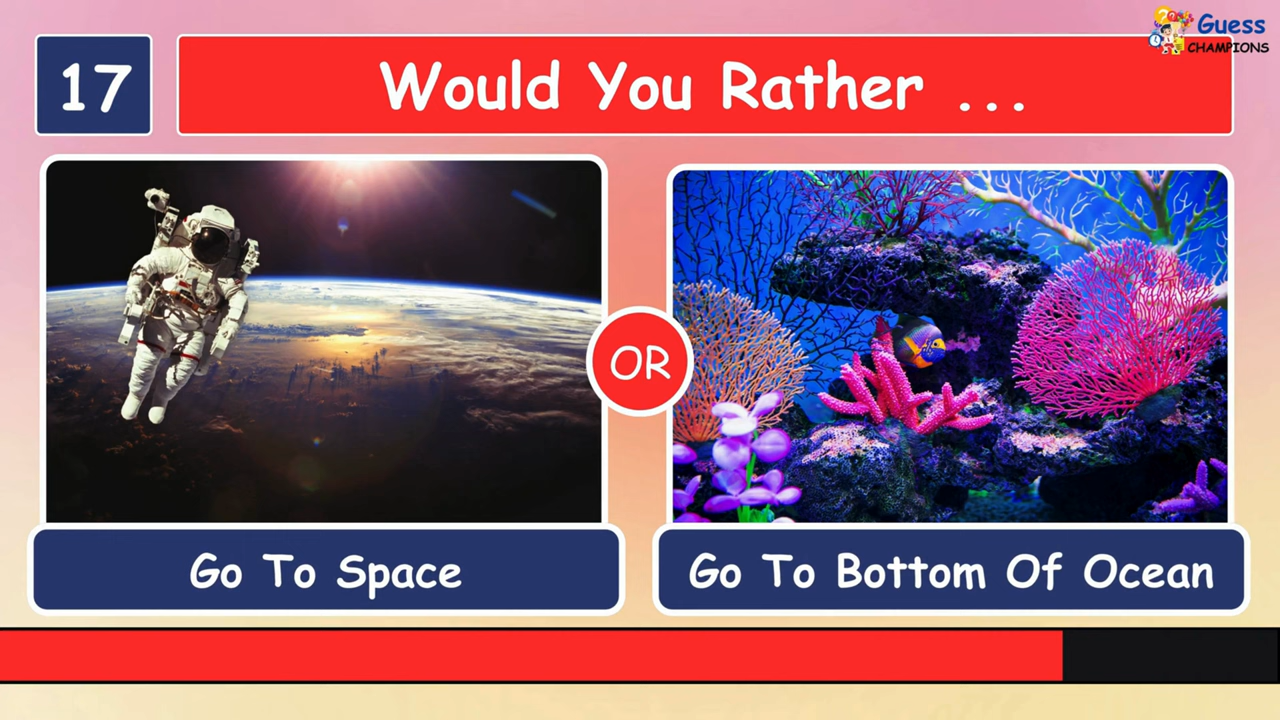 Guess
CHAMPIONS
17
Would You Rather ...
OR
Go To Space
Go To Bottom Of Ocean